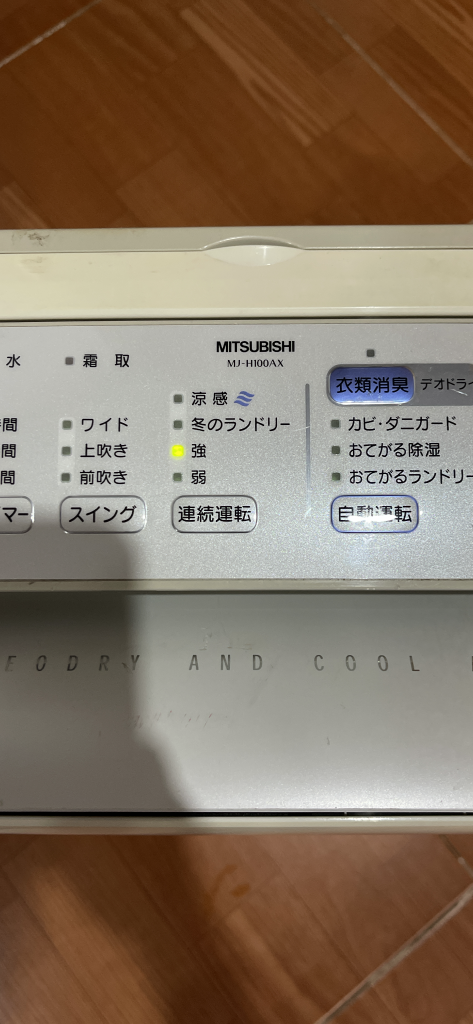 水
霜 取
MITSUBISHI
MJ-H100AX
衣類消臭
デオドライ
涼感
ワイド
冬のランドリー
カビ・ダニガード
上吹き
強
おてがる除湿
間
前吹き
弱
おてがるランドリー
間
マー
スイング
連続運転
自動運転
EODRY AND COOL